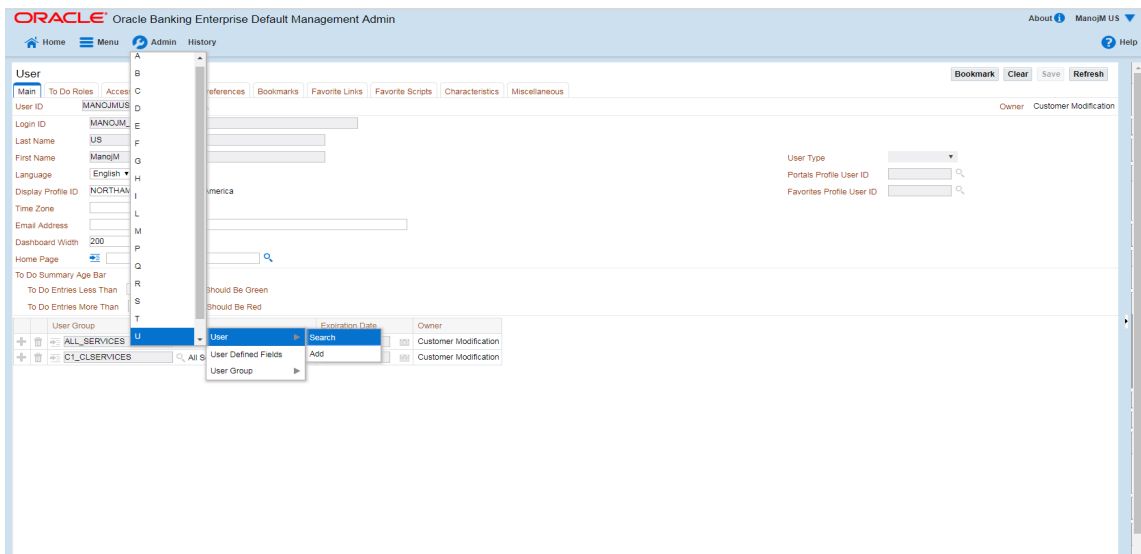 ORACLE® Oracle Banking Enterprise Default Management Admin About ManojM US
Home Menu Admin History Help
User Bookmark Clear Save Refresh
Main To Do Roles Acces references Bookmarks Favorite Links Favorite Scripts Characteristics Miscellaneous
User ID MANOJMUS Owner Customer Modification
Login ID MANOJM_
Last Name US
First Name ManojM User Type
Language English Portals Profile User ID
Display Profile ID NORTHAM merica Favorites Profile User ID
Time Zone
Email Address
Dashboard Width 200
Home Page
To Do Summary Age Bar
To Do Entries Less Than Should Be Green
To Do Entries More Than Should Be Red
User Group Expiration Date Owner
ALL_SERVICES Customer Modification
C1_CLSERVICES All S Customer Modification
A
B
C
D
E
F
G
H
I
L
M
P
Q
R
S
T
U
User
User Defined Fields
User Group
Search
Add